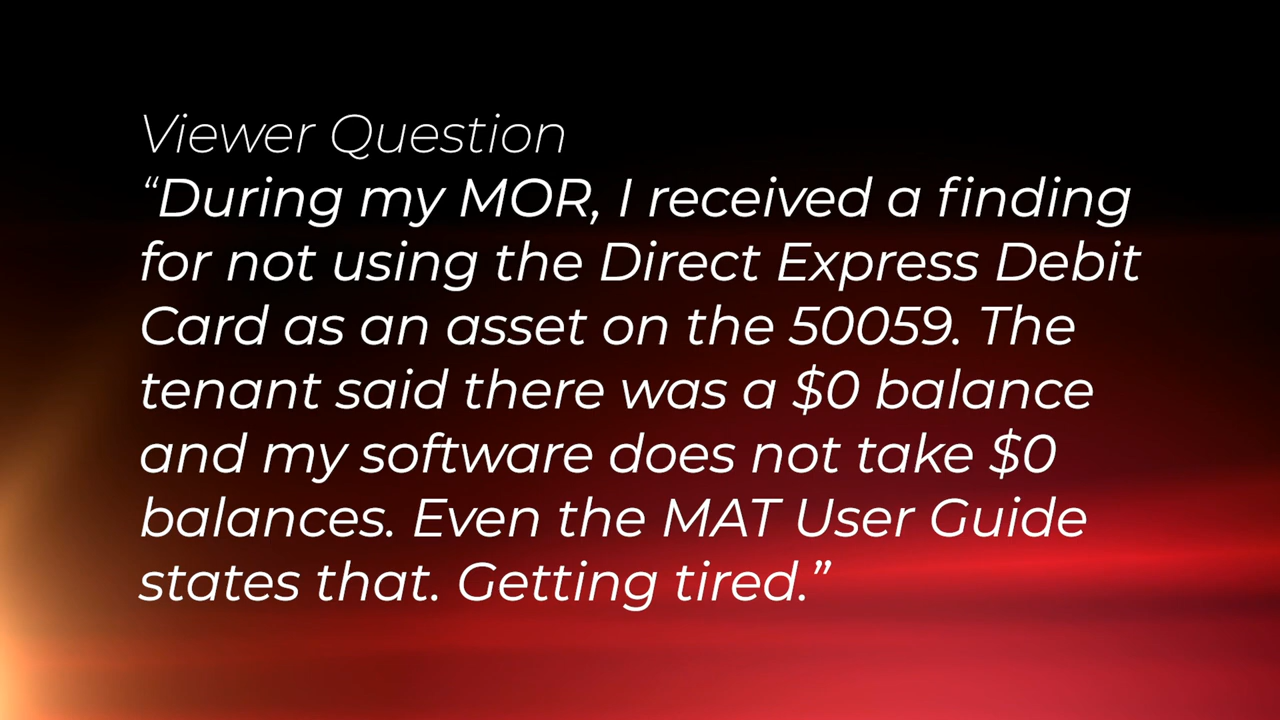 Viewer Question
“During my MOR, I received a finding
for not using the Direct Express Debit
Card as an asset on the 50059. The
tenant said there was a $0 balance
and my software does not take $0
balances. Even the MAT User Guide
states that. Getting tired.”